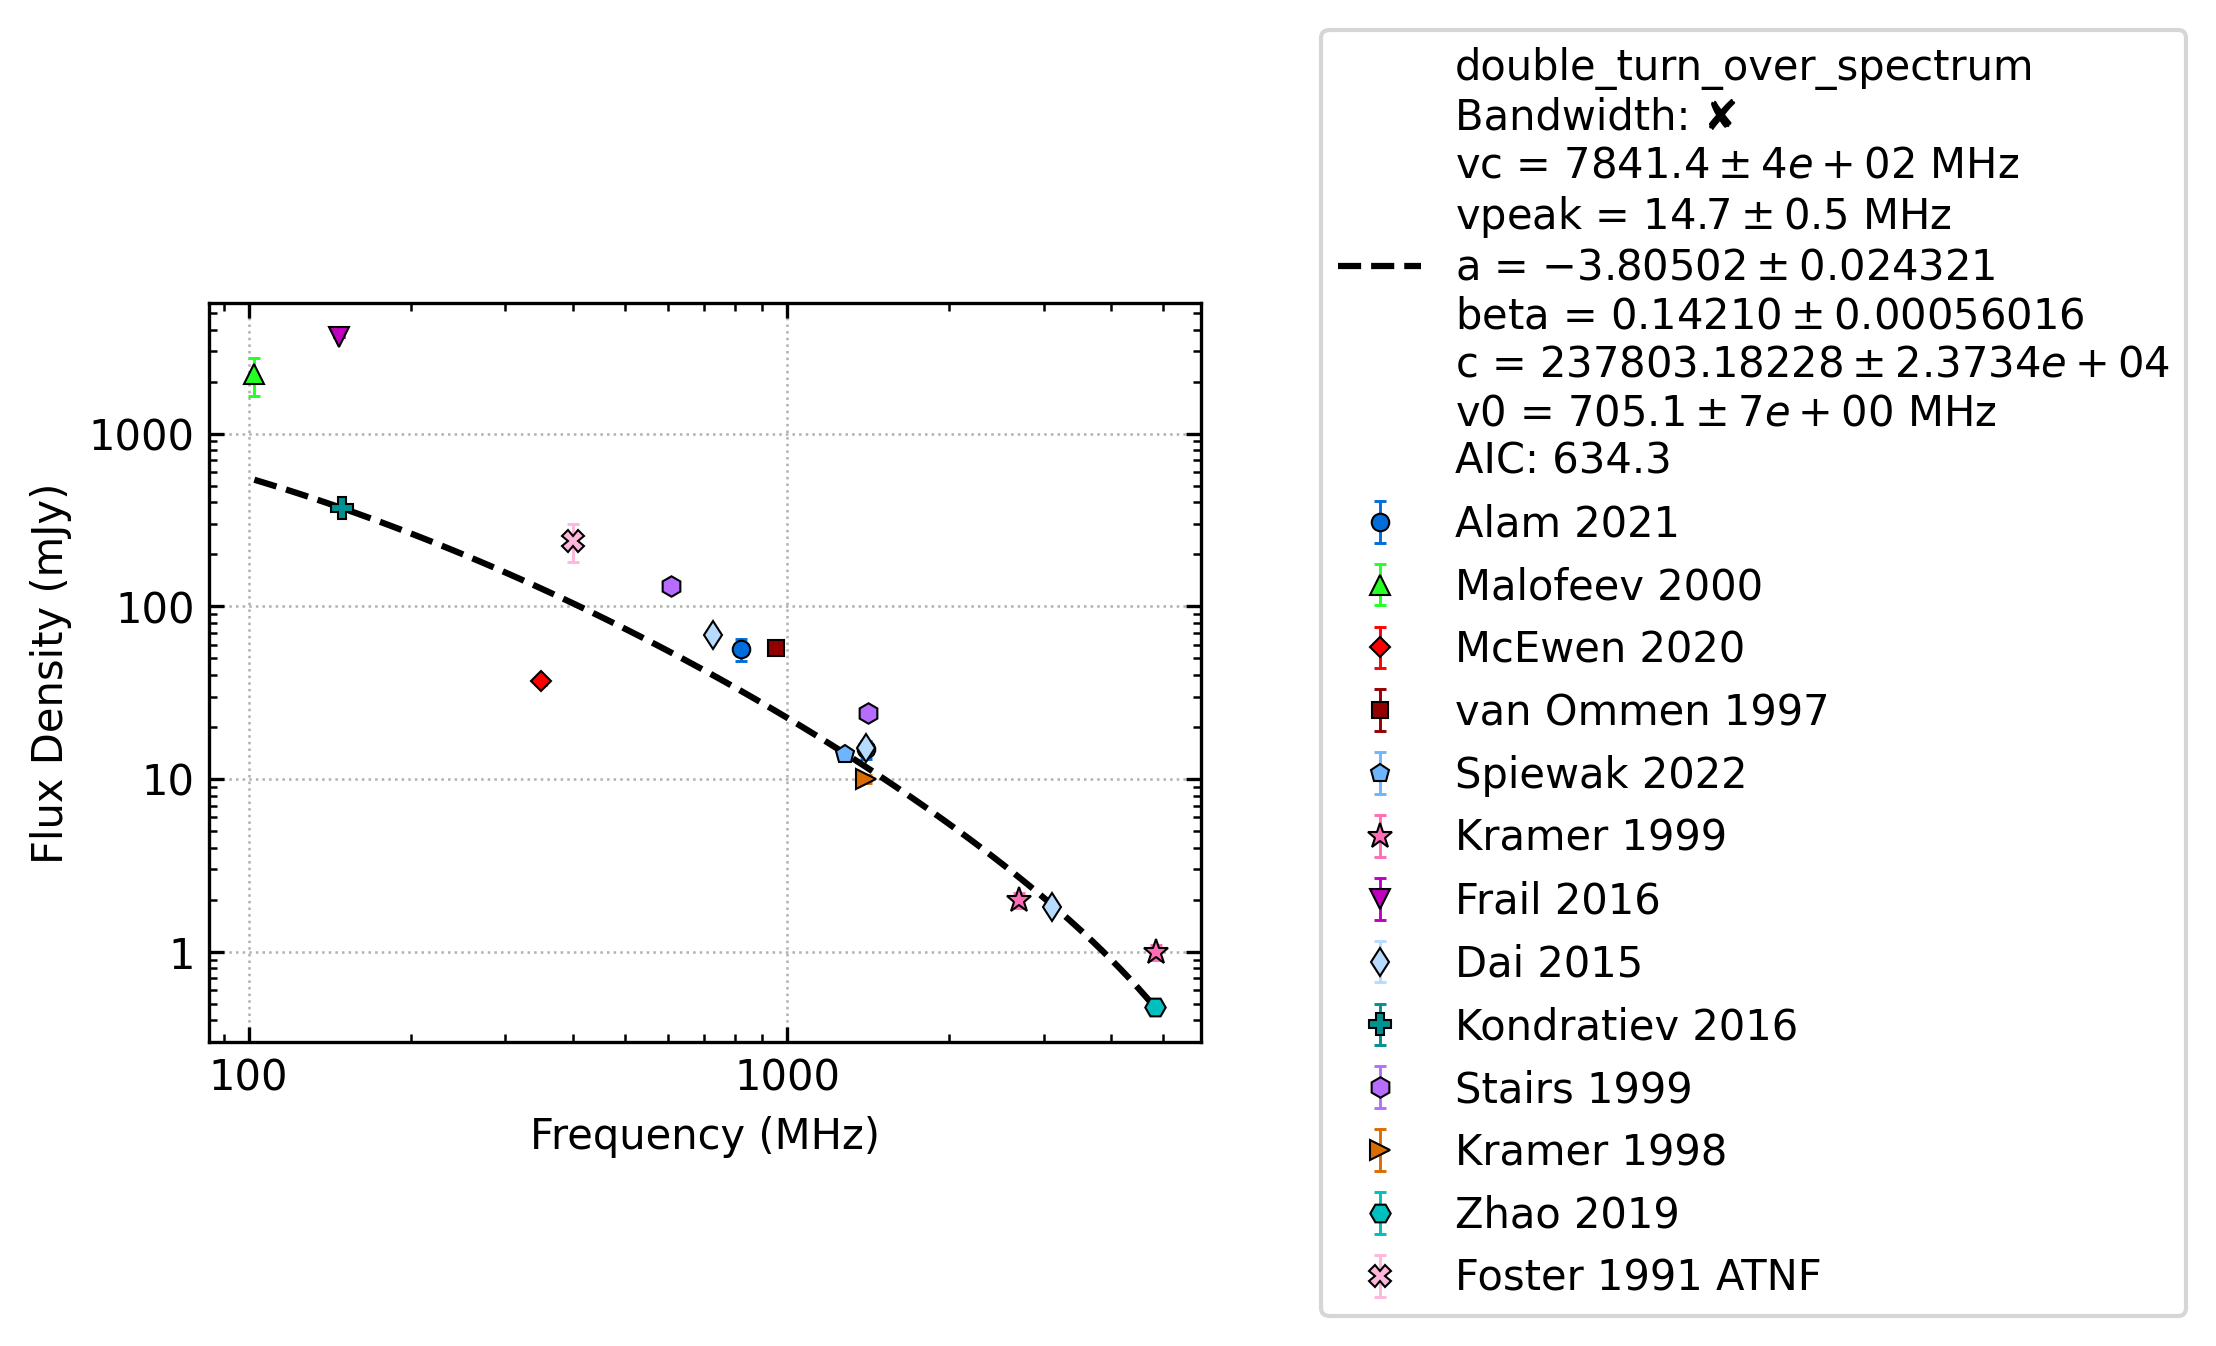 1000
100
10
1
Flux Density (mJy)
100
1000
Frequency (MHz)
double_turn_over_spectrum
Bandwidth: ✘
vc = 7841.4 ± 4e + 02 MHz
vpeak = 14.7 ± 0.5 MHz
a = −3.80502 ± 0.024321
beta = 0.14210 ± 0.00056016
c = 237803.18228 ± 2.3734e + 04
v0 = 705.1 ± 7e + 00 MHz
AIC: 634.3
Alam 2021
Malofeev 2000
McEwen 2020
van Ommen 1997
Spiewak 2022
Kramer 1999
Frail 2016
Dai 2015
Kondratiev 2016
Stairs 1999
Kramer 1998
Zhao 2019
Foster 1991 ATNF